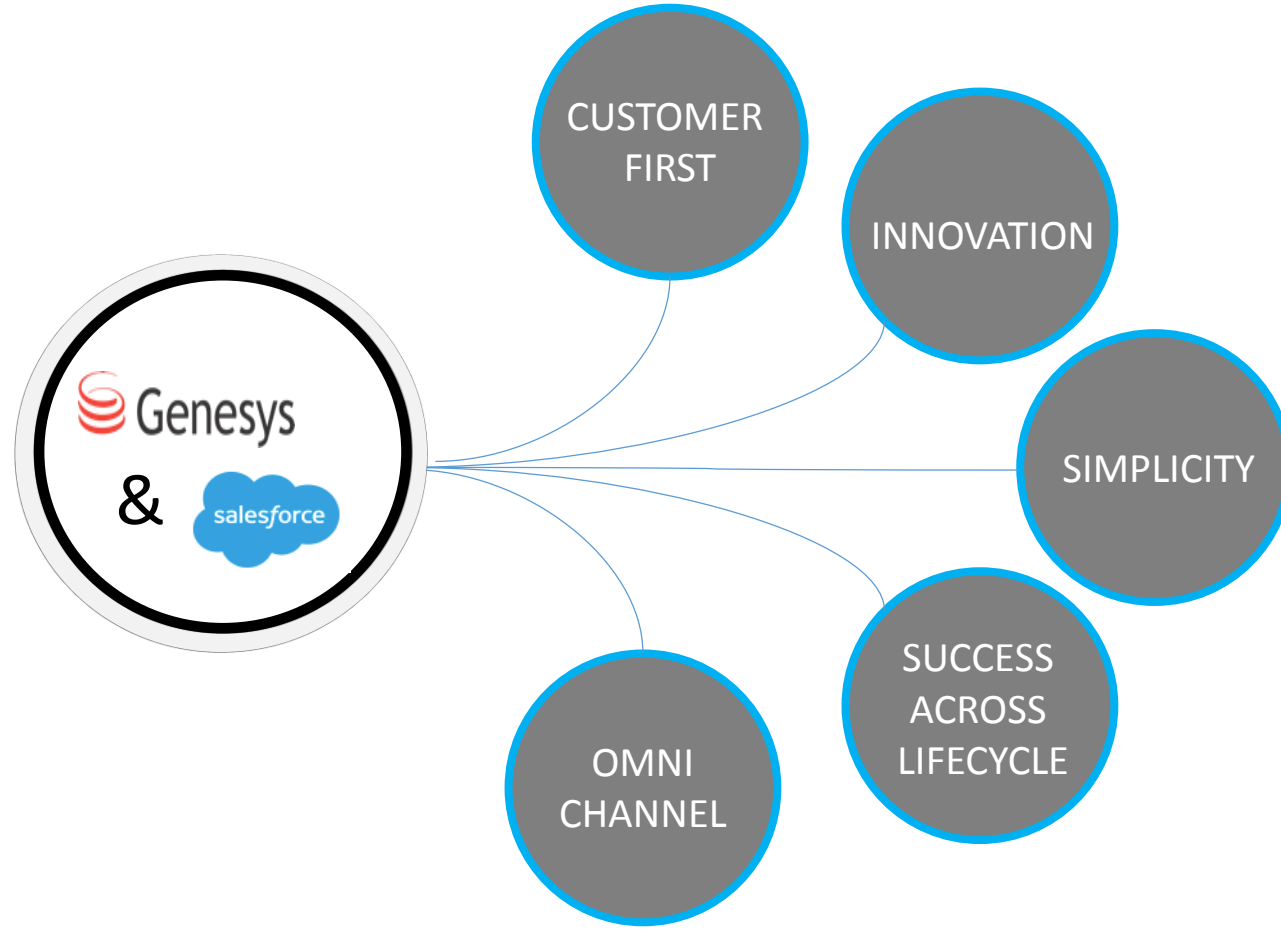 Genesys
&
salesforce
CUSTOMER
FIRST
INNOVATION
SIMPLICITY
SUCCESS
ACROSS
LIFECYCLE
OMNI
CHANNEL